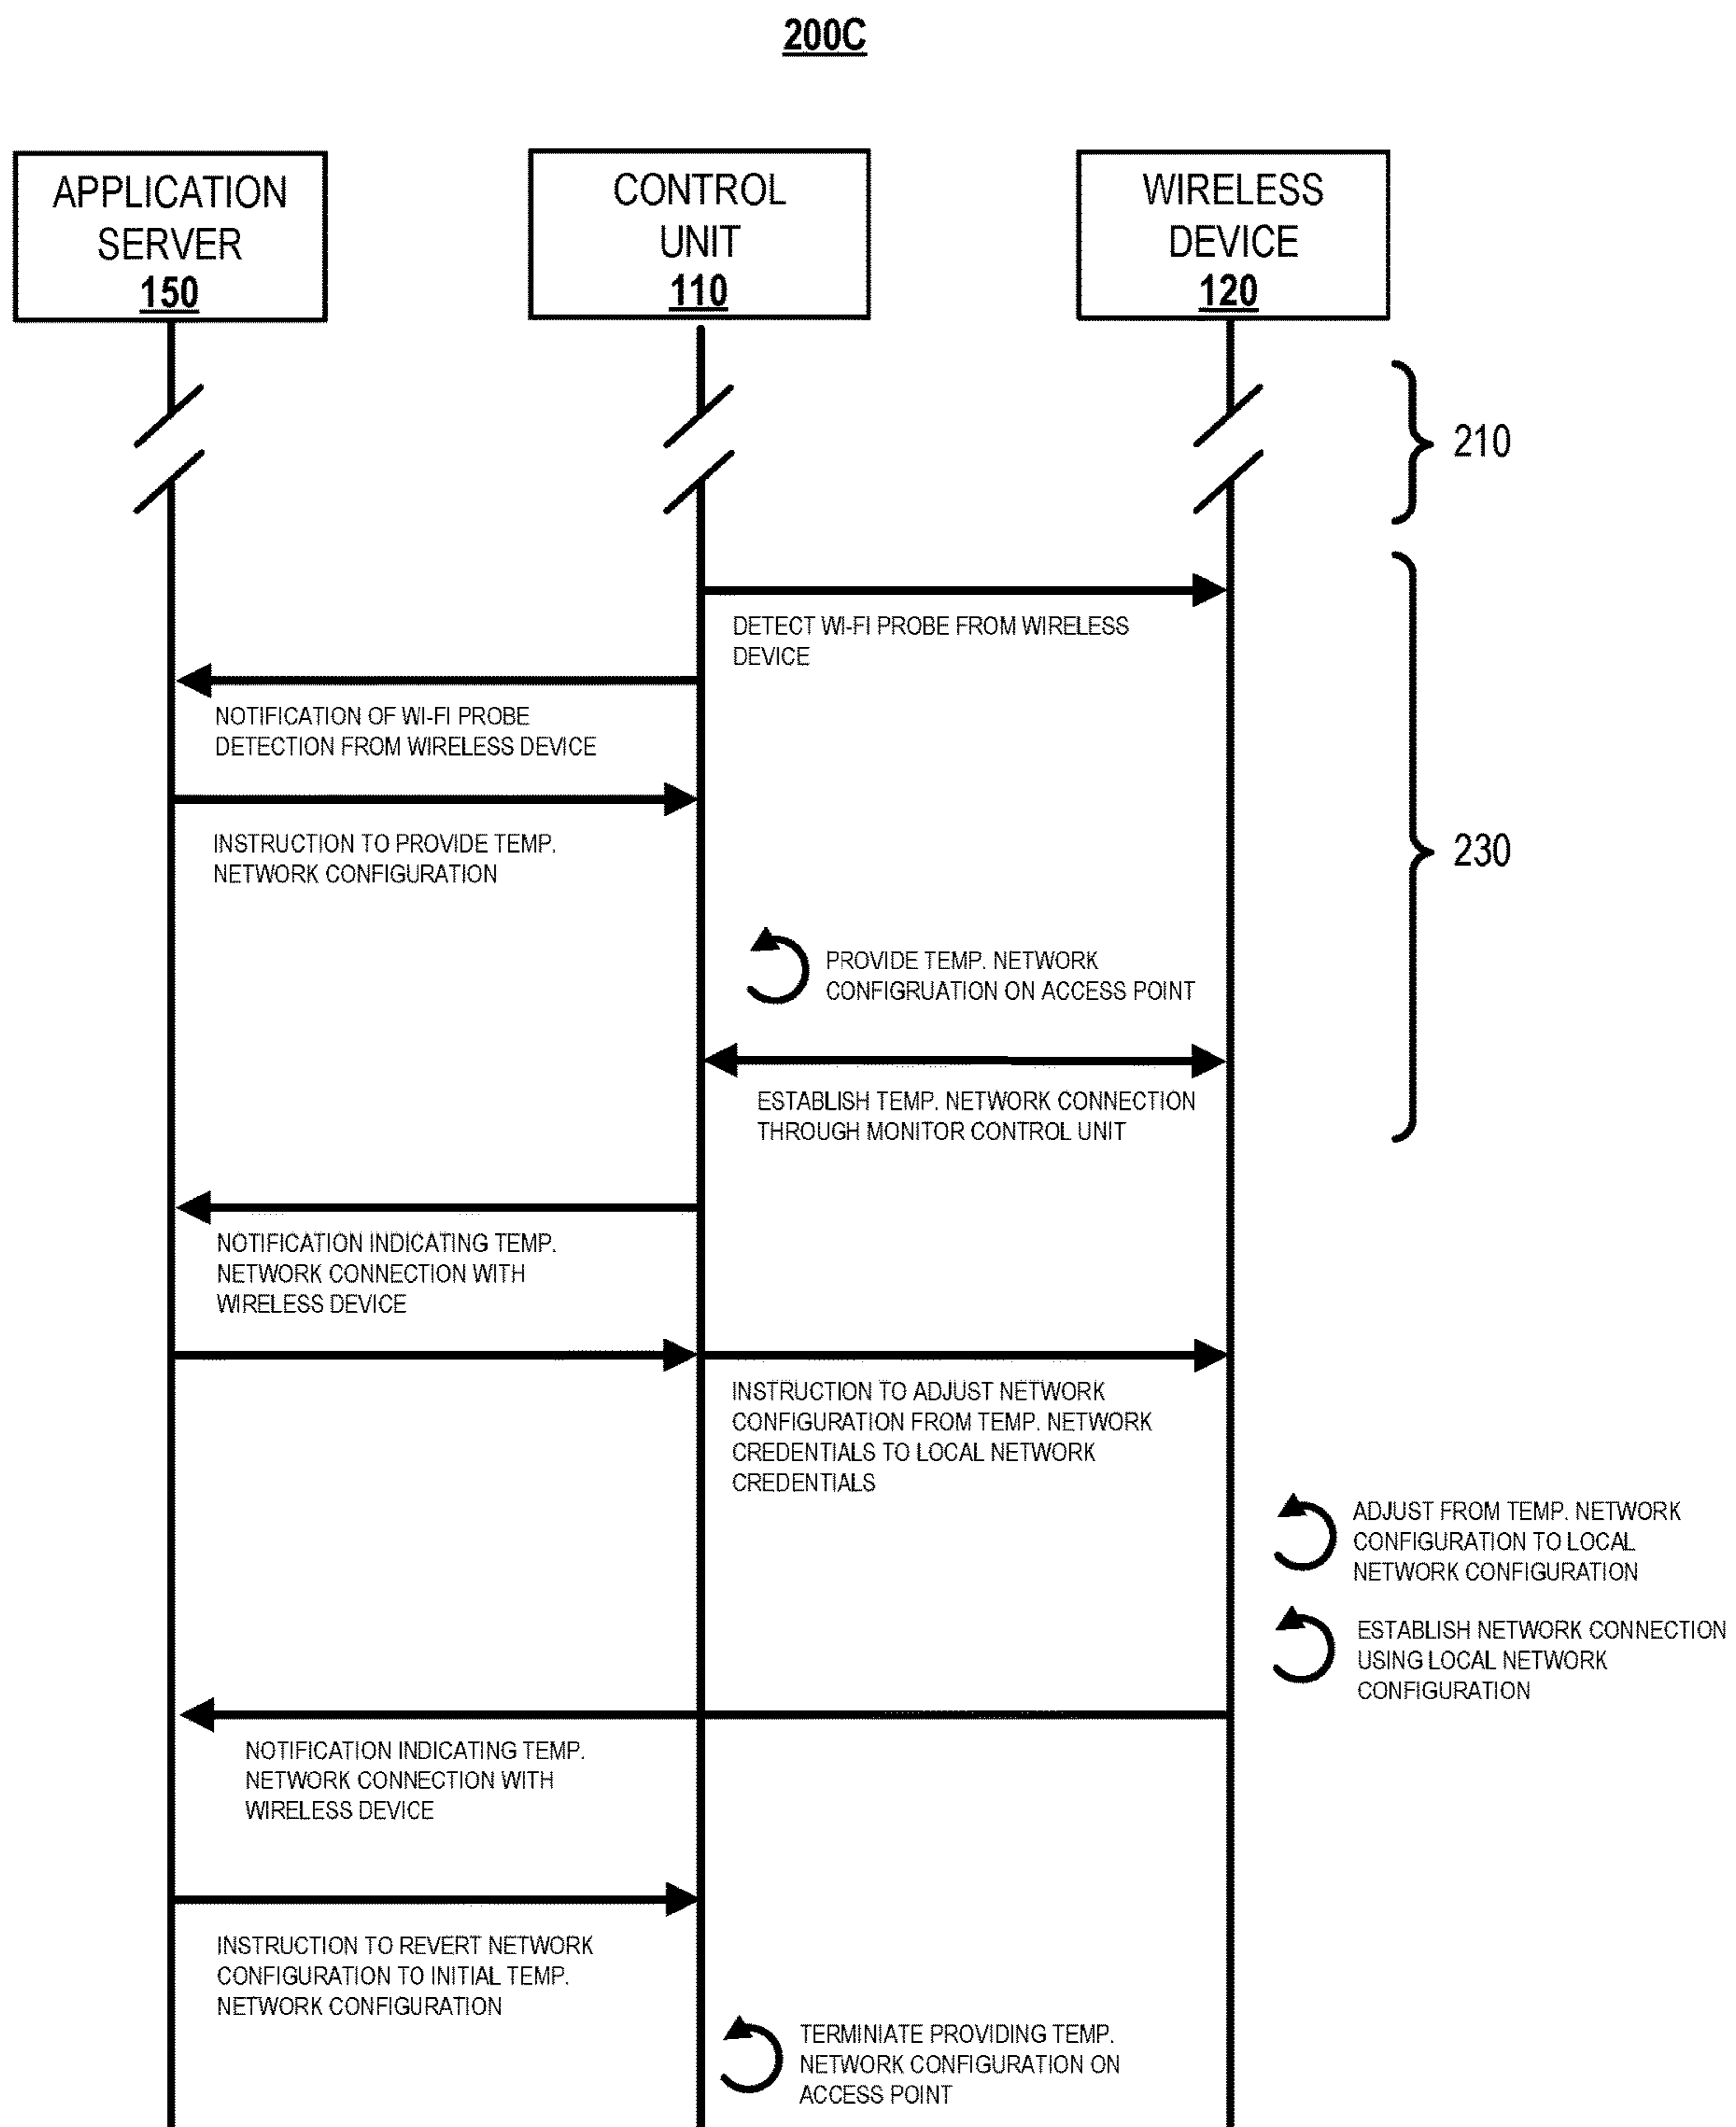 200C
APPLICATION
SERVER
150
CONTROL
UNIT
110
WIRELESS
DEVICE
120
210
DETECT WI-FI PROBE FROM WIRELESS
DEVICE
NOTIFICATION OF WI-FI PROBE
DETECTION FROM WIRELESS DEVICE
INSTRUCTION TO PROVIDE TEMP.
NETWORK CONFIGURATION
230
PROVIDE TEMP. NETWORK
CONFIGRUATION ON ACCESS POINT
ESTABLISH TEMP. NETWORK CONNECTION
THROUGH MONITOR CONTROL UNIT
NOTIFICATION INDICATING TEMP.
NETWORK CONNECTION WITH
WIRELESS DEVICE
INSTRUCTION TO ADJUST NETWORK
CONFIGURATION FROM TEMP. NETWORK
CREDENTIALS TO LOCAL NETWORK
CREDENTIALS
ADJUST FROM TEMP. NETWORK
CONFIGURATION TO LOCAL
NETWORK CONFIGURATION
ESTABLISH NETWORK CONNECTION
USING LOCAL NETWORK
CONFIGURATION
NOTIFICATION INDICATING TEMP.
NETWORK CONNECTION WITH
WIRELESS DEVICE
INSTRUCTION TO REVERT NETWORK
CONFIGURATION TO INITIAL TEMP.
NETWORK CONFIGURATION
TERMINIATE PROVIDING TEMP.
NETWORK CONFIGURATION ON
ACCESS POINT